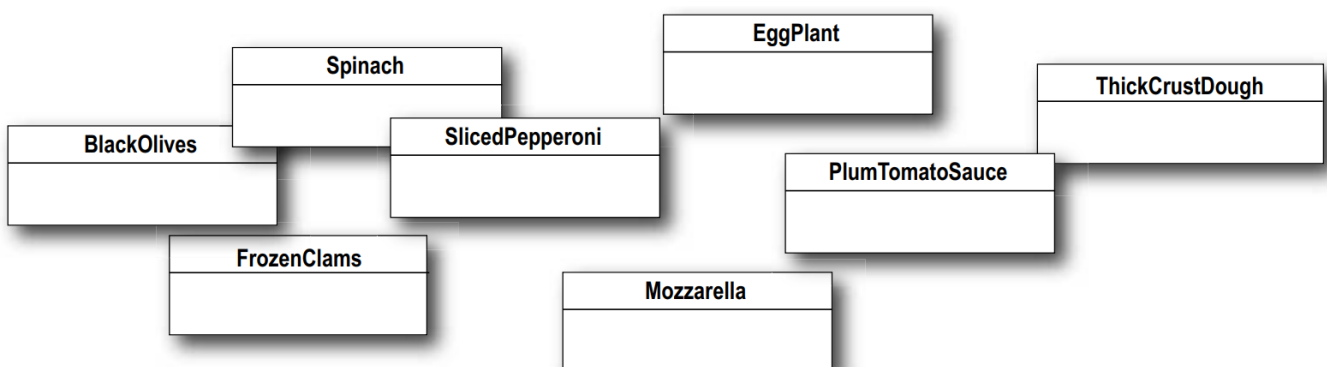 EggPlant
Spinach
ThickCrustDough
SlicedPepperoni
BlackOlives
PlumTomatoSauce
FrozenClams
Mozzarella